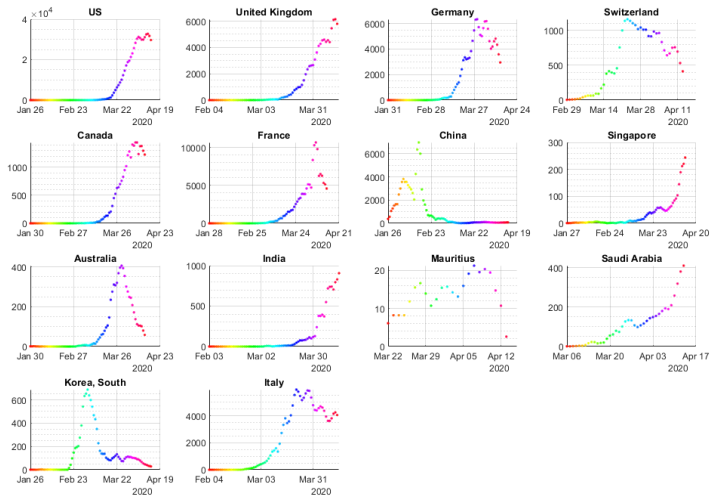 US
× 10⁴
4
2
0
Jan 26 Feb 23 Mar 22 Apr 19
2020
United Kingdom
6000
4000
2000
0
Feb 04 Mar 03 Mar 31
2020
Germany
6000
4000
2000
0
Jan 31 Feb 28 Mar 27 Apr 24
2020
Switzerland
1000
500
0
Feb 29 Mar 14 Mar 28 Apr 11
2020
Canada
1000
500
0
Jan 30 Feb 27 Mar 26 Apr 23
2020
France
10000
5000
0
Jan 28 Feb 25 Mar 24 Apr 21
2020
China
6000
4000
2000
0
Jan 26 Feb 23 Mar 22 Apr 19
2020
Singapore
300
200
100
0
Jan 27 Feb 24 Mar 23 Apr 20
2020
Australia
400
200
0
Jan 30 Feb 27 Mar 26 Apr 23
2020
India
1000
500
0
Feb 03 Mar 02 Mar 30
2020
Mauritius
20
10
0
Mar 22 Mar 29 Apr 05 Apr 12
2020
Saudi Arabia
400
200
0
Mar 06 Mar 20 Apr 03 Apr 17
2020
Korea, South
600
400
200
0
Jan 26 Feb 23 Mar 22 Apr 19
2020
Italy
4000
2000
0
Feb 04 Mar 03 Mar 31
2020